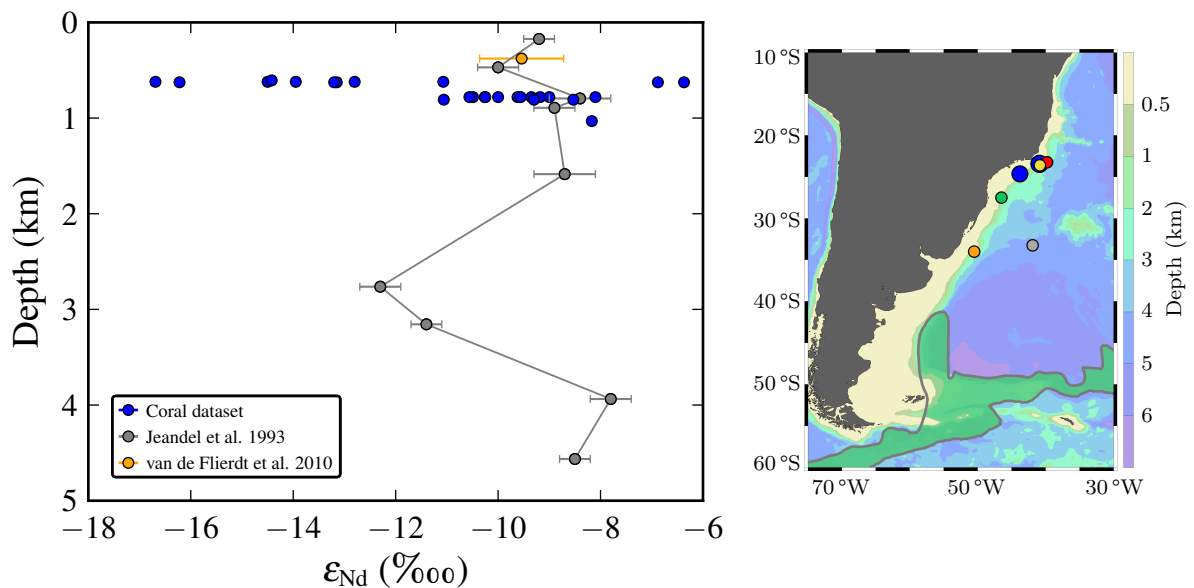 0
1
2
3
4
5
Depth (km)
−18
−16
−14
−12
−10
−8
−6
εNd (‱)
Coral dataset
Jeandel et al. 1993
van de Flierdt et al. 2010
10 °S
20 °S
30 °S
40 °S
50 °S
60 °S
70 °W
50 °W
30 °W
0.5
1
2
3
4
5
6
Depth (km)